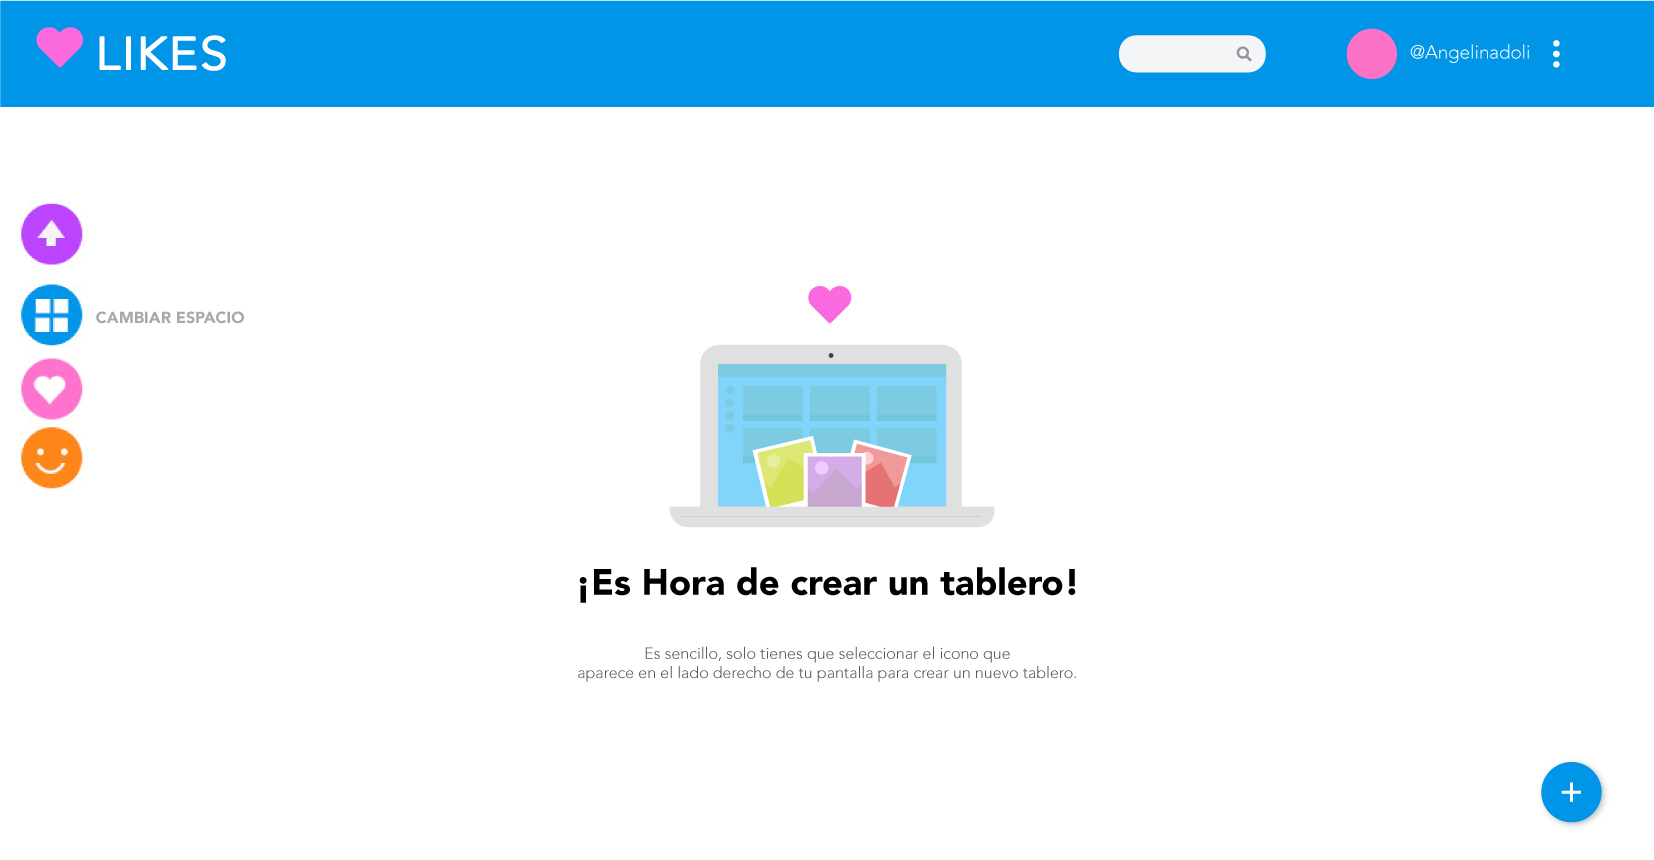 LIKES
@Angelinadoli
CAMBIAR ESPACIO
¡Es Hora de crear un tablero!
Es sencillo, solo tienes que seleccionar el icono que
aparece en el lado derecho de tu pantalla para crear un nuevo tablero.